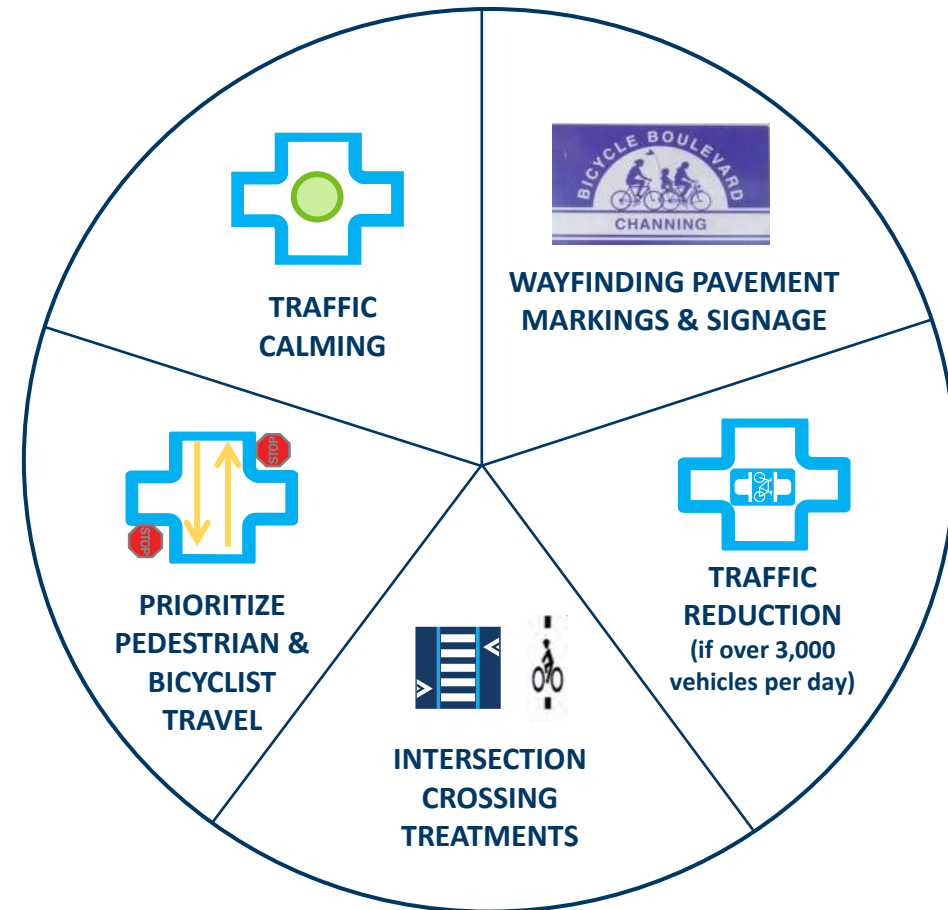 BICYCLE BOULEVARD
CHANNING
WAYFINDING PAVEMENT
MARKINGS & SIGNAGE
TRAFFIC
CALMING
STOP
STOP
PRIORITIZE
PEDESTRIAN &
BICYCLIST
TRAVEL
TRAFFIC
REDUCTION
(if over 3,000
vehicles per day)
INTERSECTION
CROSSING
TREATMENTS